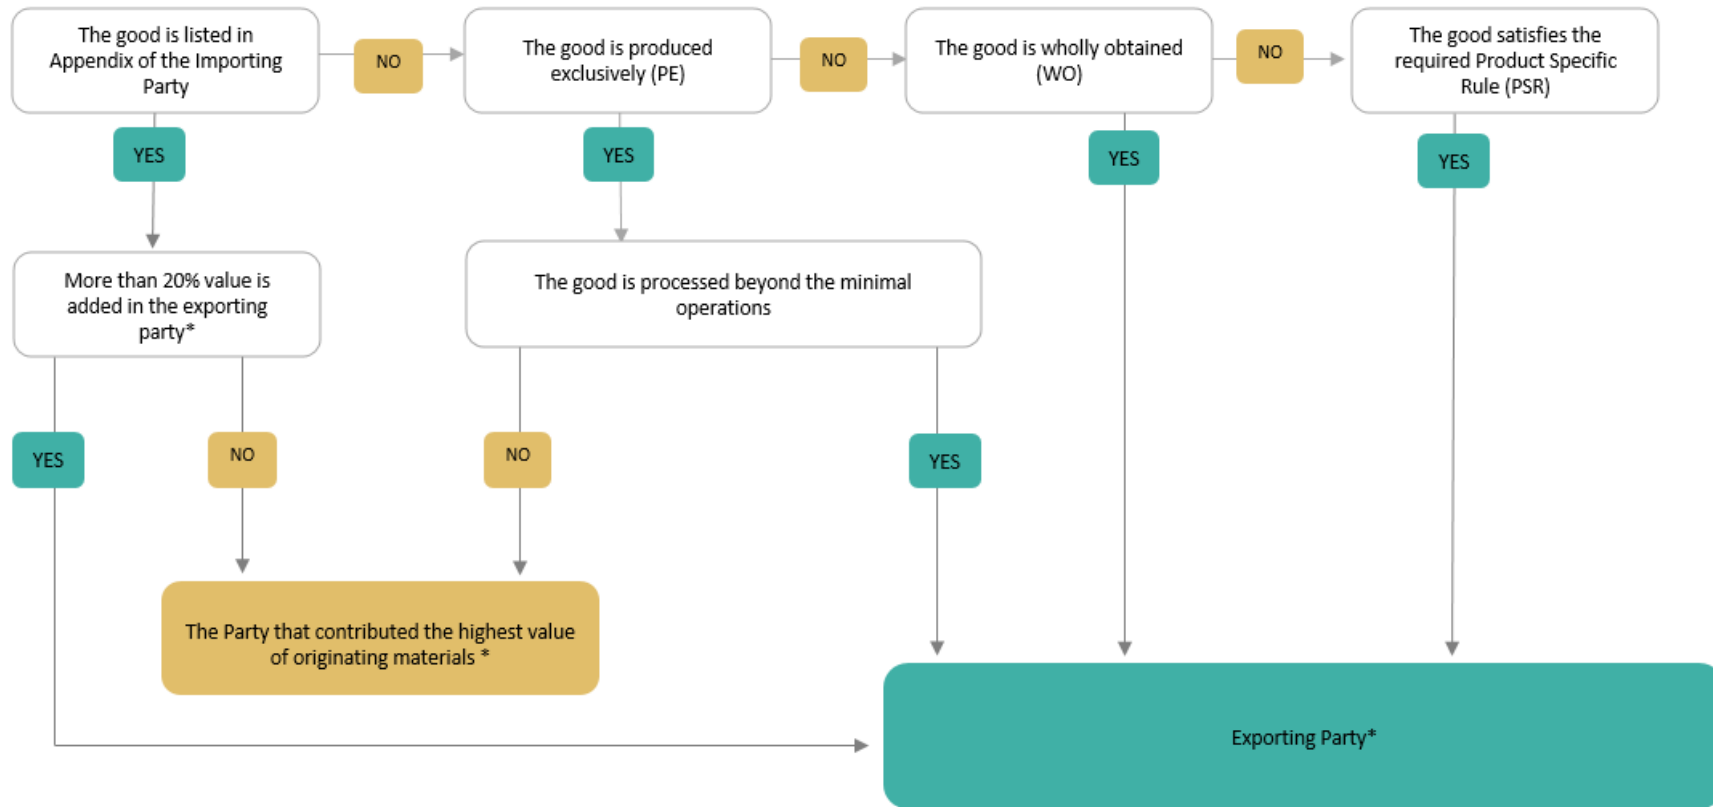 The good is listed in
Appendix of the Importing
Party
NO
The good is produced
exclusively (PE)
NO
The good is wholly obtained
(WO)
NO
The good satisfies the
required Product Specific
Rule (PSR)
YES
YES
YES
YES
More than 20% value is
added in the exporting
party*
The good is processed beyond the minimal
operations
YES
NO
NO
YES
The Party that contributed the highest value
of originating materials *
Exporting Party*